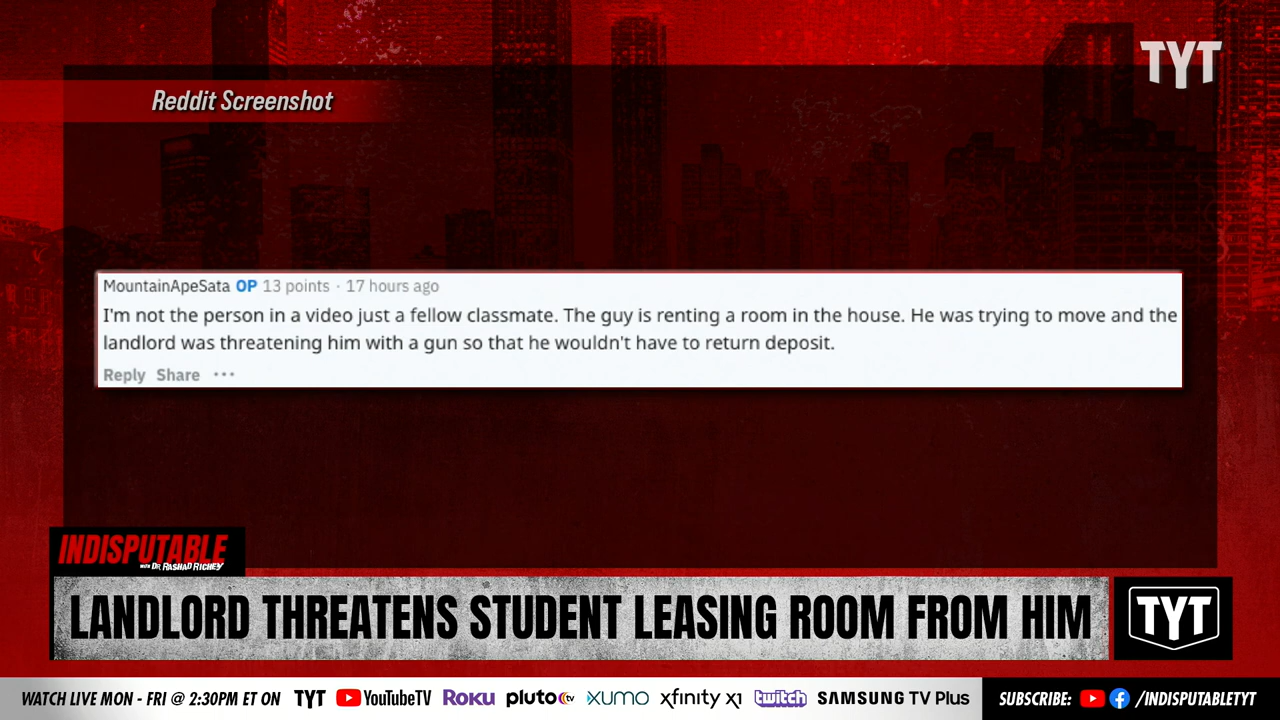 TYT
Reddit Screenshot
MountainApeSata OP 13 points · 17 hours ago
I'm not the person in a video just a fellow classmate. The guy is renting a room in the house. He was trying to move and the
landlord was threatening him with a gun so that he wouldn't have to return deposit.
Reply Share ···
INDISPUTABLE
WITH DR. RASHAD RICHEY
LANDLORD THREATENS STUDENT LEASING ROOM FROM HIM
TYT
WATCH LIVE MON - FRI @ 2:30PM ET ON TYT YouTubeTV ROKU pluto tv XUMO xfinity x1 twitch SAMSUNG TV Plus SUBSCRIBE: /INDISPUTABLETYT